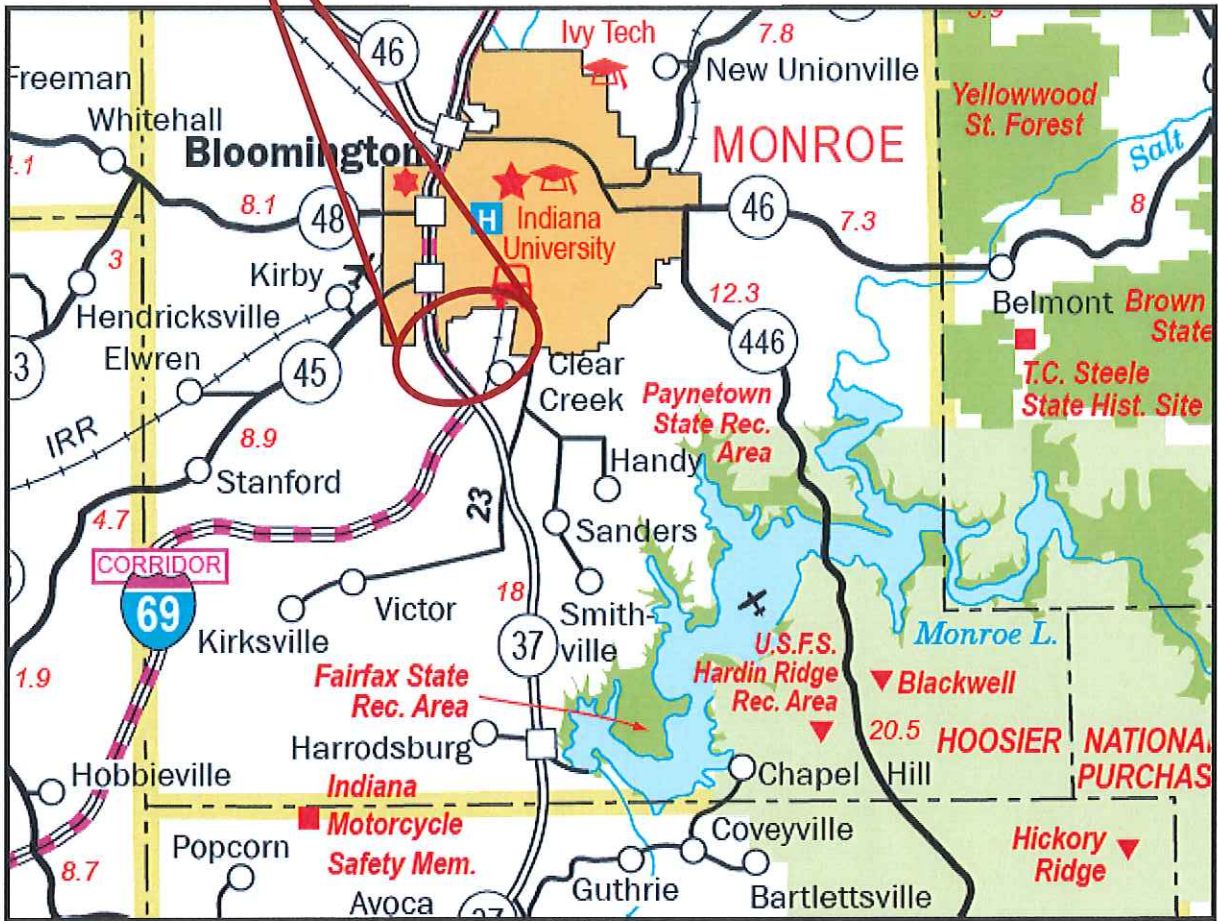 46
Ivy Tech
7.8
New Unionville
Freeman
Whitehall
Yellowwood
St. Forest
Bloomington
MONROE
Salt
8.1
48
H
Indiana
University
46
7.3
8
3
Kirby
Hendricksville
Belmont
Brown
State
12.3
Elwren
45
446
Clear
Creek
T.C. Steele
State Hist. Site
Paynetown
State Rec.
Area
IRR
8.9
Stanford
Handy
23
Sanders
4.7
CORRIDOR
69
Victor
Kirksville
18
Smith-
ville
37
Monroe L.
U.S.F.S.
Hardin Ridge
Rec. Area
Blackwell
1.9
Fairfax State
Rec. Area
Harrodsburg
20.5
HOOSIER
NATIONAL
PURCHAS
Hobbieville
Chapel Hill
Indiana
Motorcycle
Safety Mem.
Popcorn
Coveyville
Hickory
Ridge
8.7
Avoca
Guthrie
Bartlettsville
37